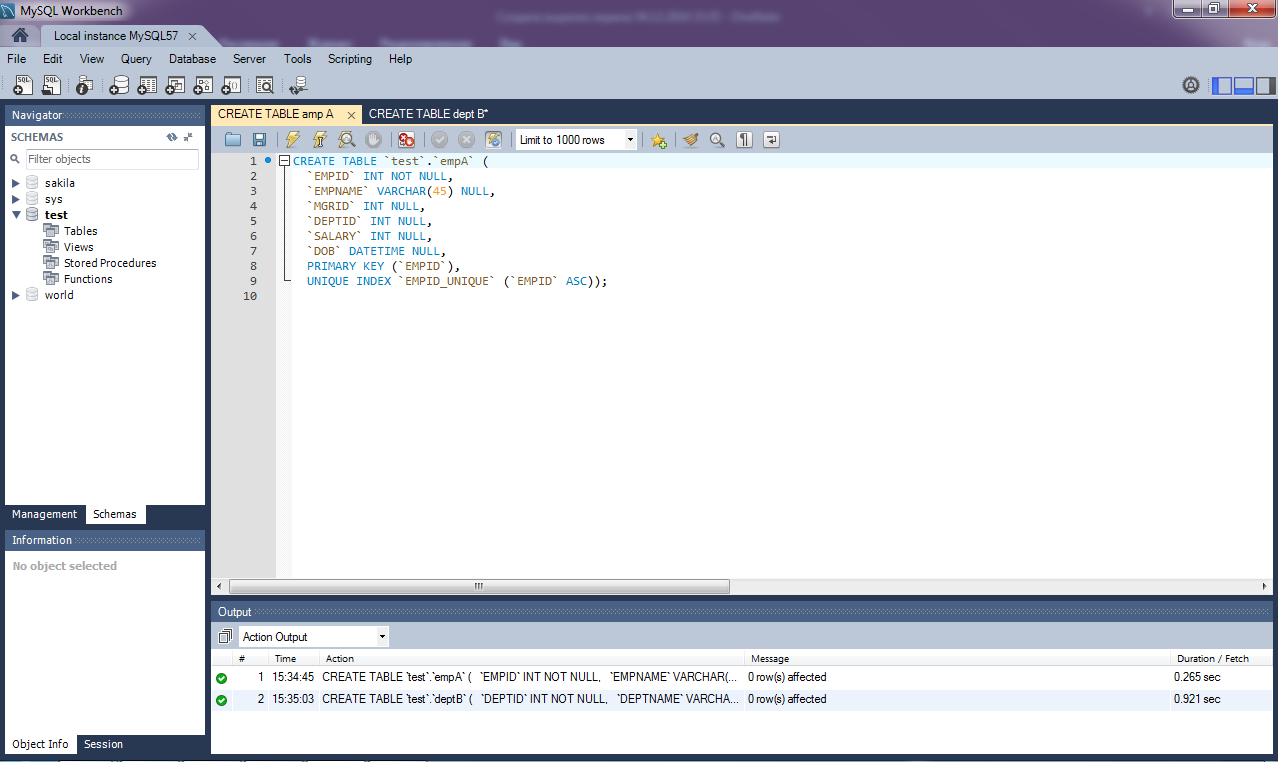 MySQL Workbench
Local instance MySQL57
File Edit View Query Database Server Tools Scripting Help
Navigator
SCHEMAS
Filter objects
sakila
sys
test
Tables
Views
Stored Procedures
Functions
world
Management Schemas
Information
No object selected
Object Info Session
CREATE TABLE amp A CREATE TABLE dept B*
Limit to 1000 rows
1 CREATE TABLE `test`.`empA` (
2 `EMPID` INT NOT NULL,
3 `EMPNAME` VARCHAR(45) NULL,
4 `MGRID` INT NULL,
5 `DEPTID` INT NULL,
6 `SALARY` INT NULL,
7 `DOB` DATETIME NULL,
8 PRIMARY KEY (`EMPID`),
9 UNIQUE INDEX `EMPID_UNIQUE` (`EMPID` ASC));
10
Output
Action Output
# Time Action Message Duration / Fetch
1 15:34:45 CREATE TABLE `test`.`empA` ( `EMPID` INT NOT NULL, `EMPNAME` VARCHAR(... 0 row(s) affected 0.265 sec
2 15:35:03 CREATE TABLE `test`.`deptB` ( `DEPTID` INT NOT NULL, `DEPTNAME` VARCHA... 0 row(s) affected 0.921 sec